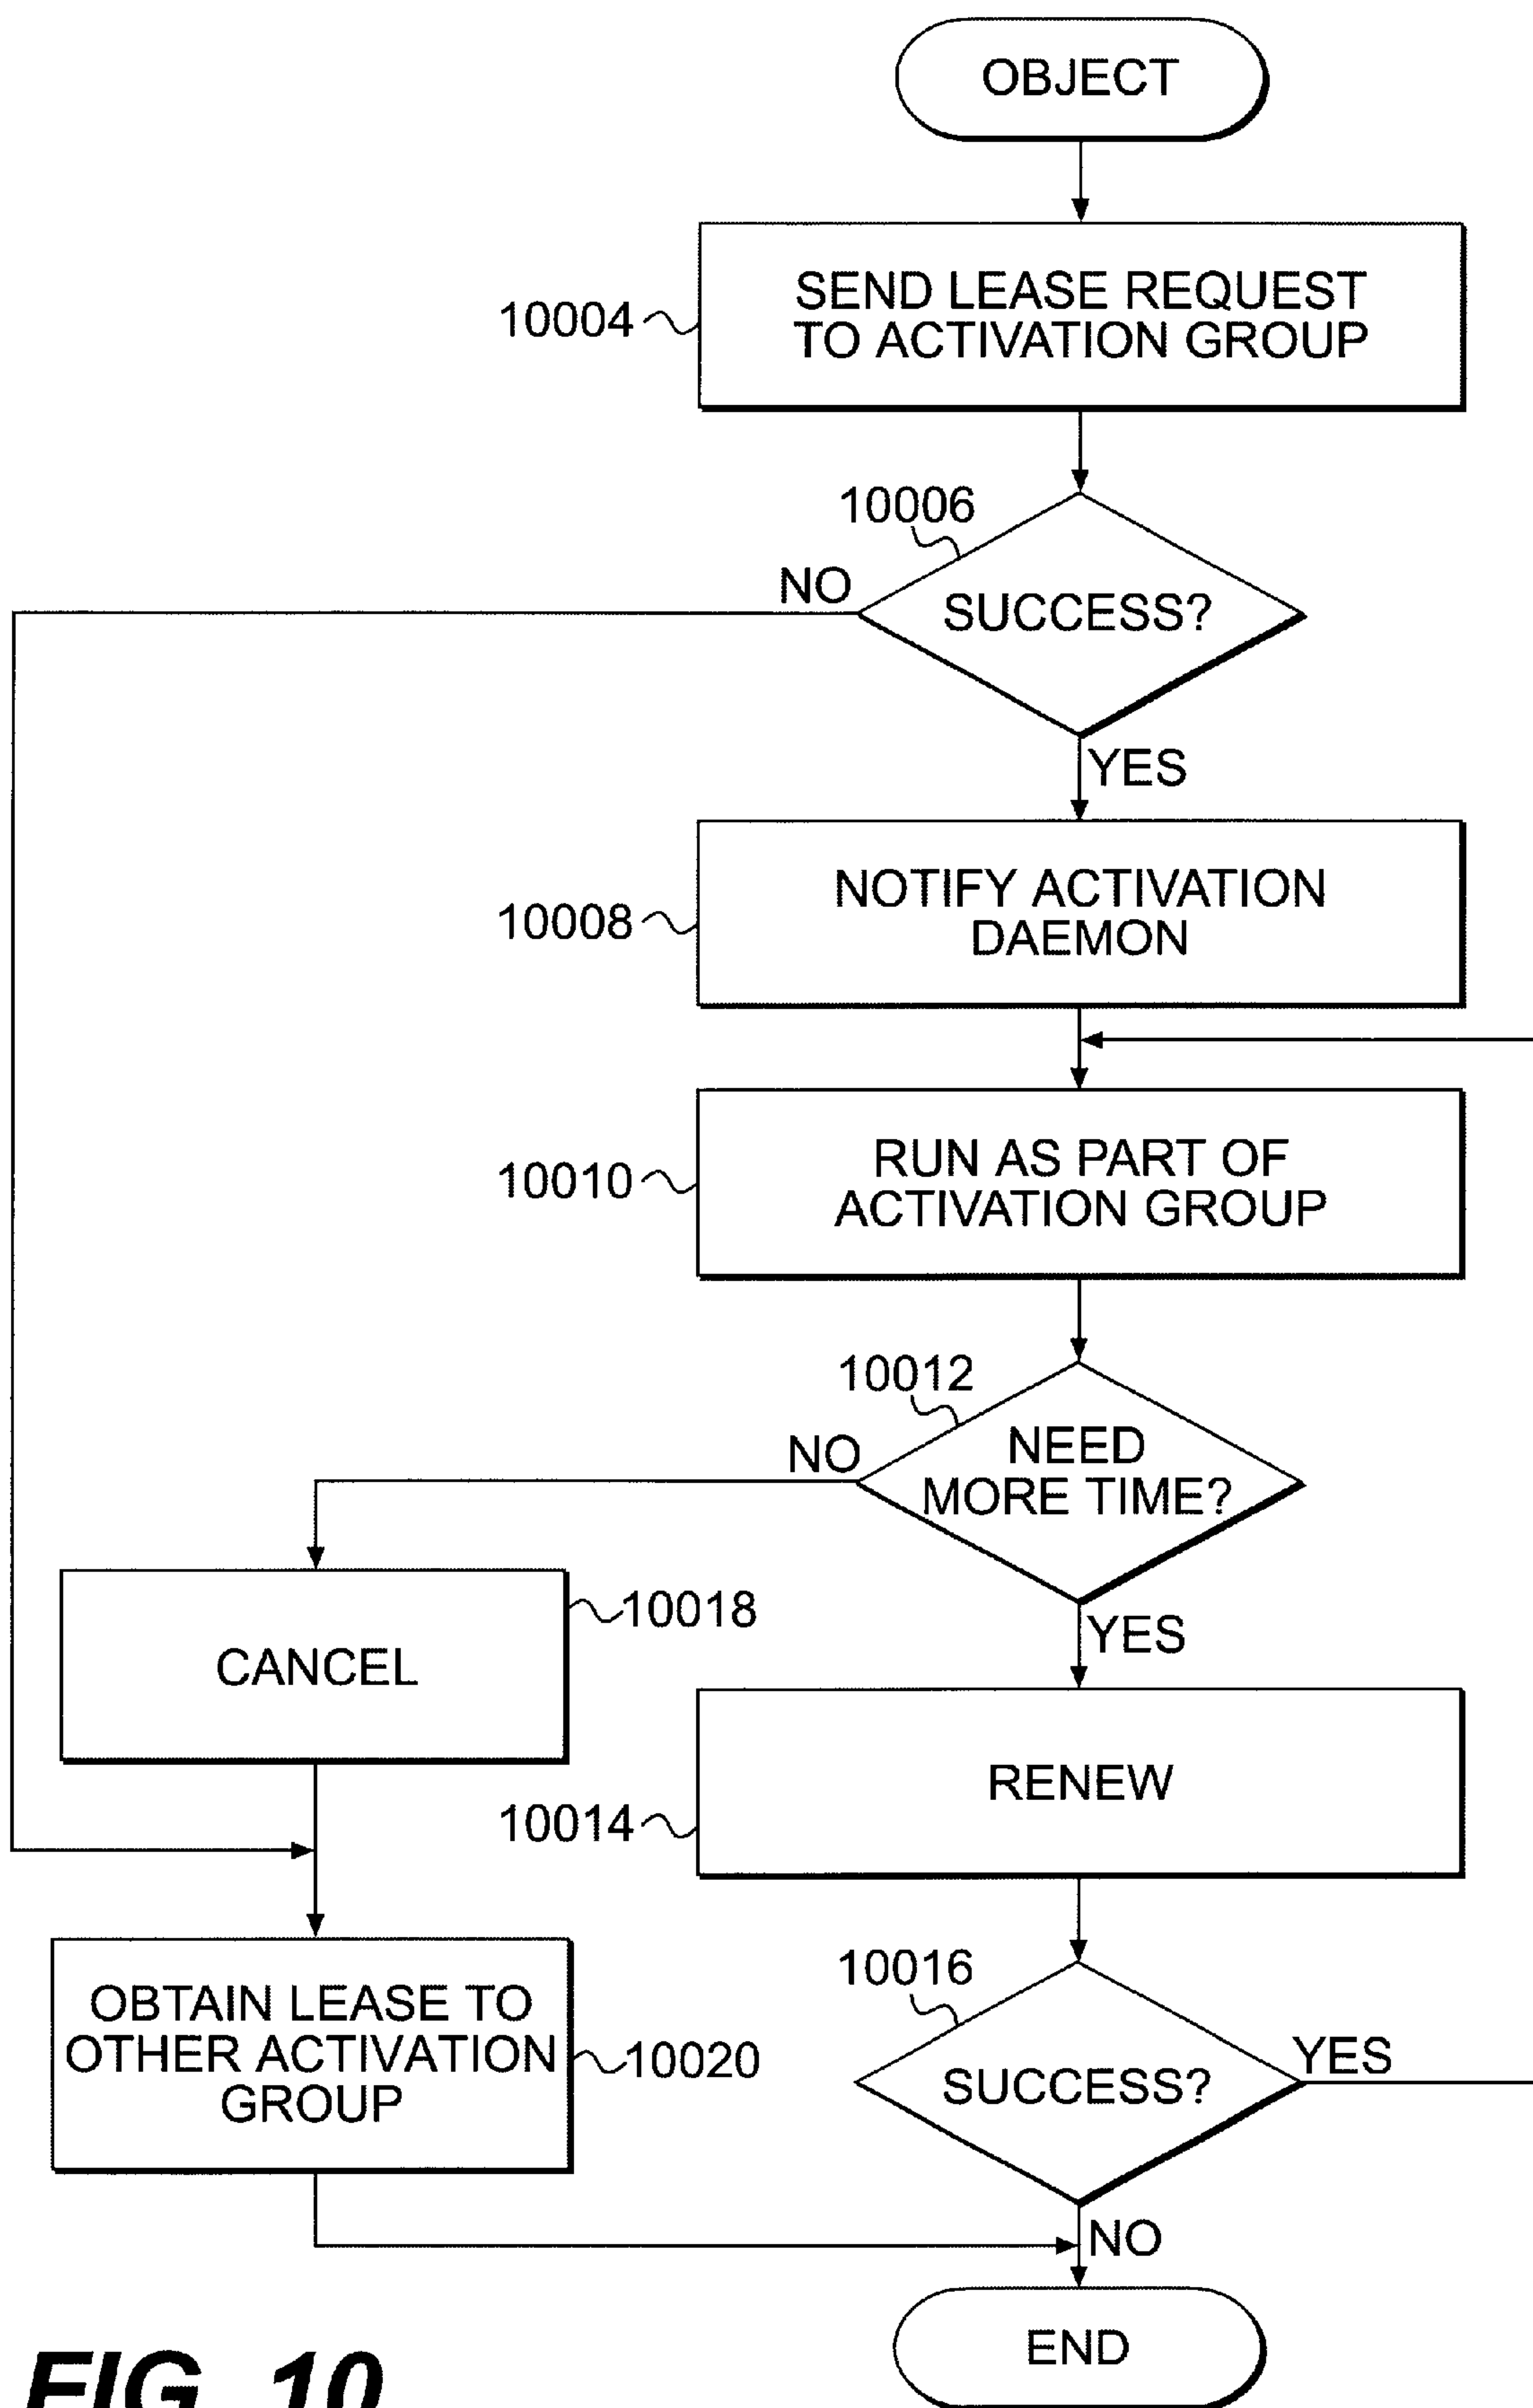 OBJECT
10004
SEND LEASE REQUEST
TO ACTIVATION GROUP
10006
NO
SUCCESS?
YES
10008
NOTIFY ACTIVATION
DAEMON
10010
RUN AS PART OF
ACTIVATION GROUP
10012
NO
NEED
MORE TIME?
YES
CANCEL
10018
10014
RENEW
OBTAIN LEASE TO
OTHER ACTIVATION
GROUP
10020
10016
SUCCESS?
YES
NO
END
FIG. 10